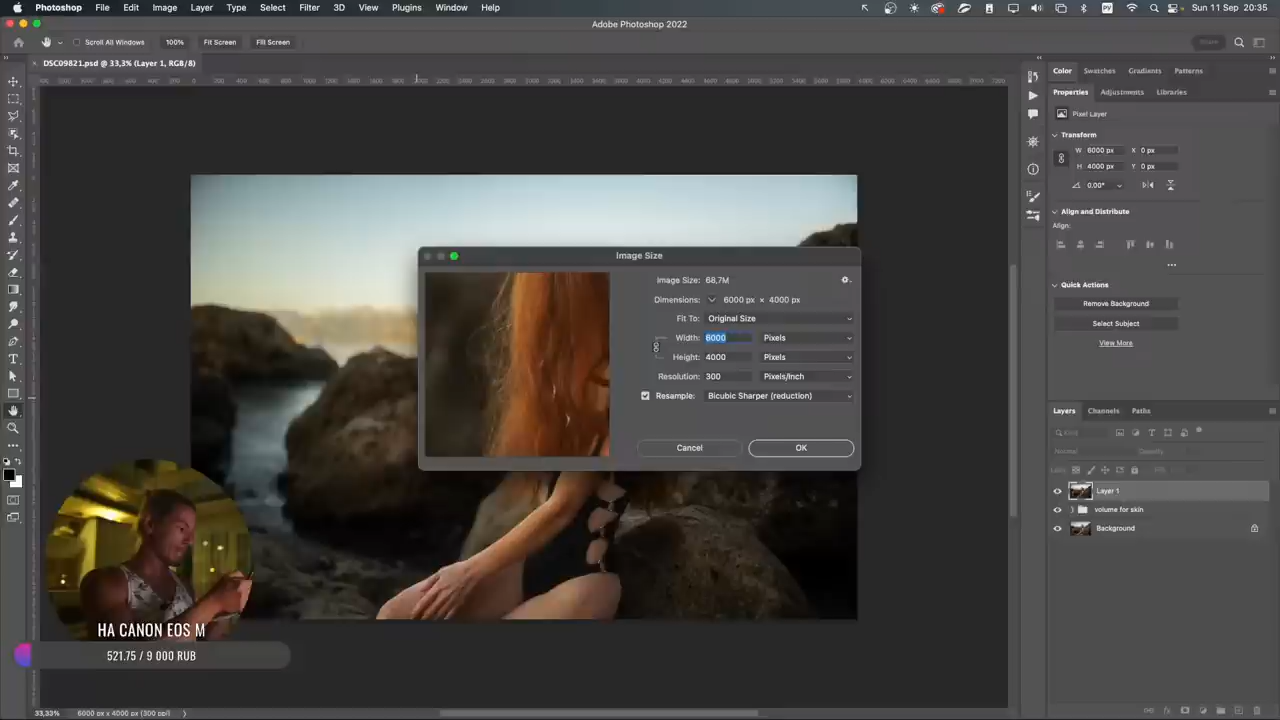 Photoshop File Edit Image Layer Type Select Filter 3D View Plugins Window Help
РУ Sun 11 Sep 20:35
Adobe Photoshop 2022
Scroll All Windows 100% Fit Screen Fill Screen
Share
DSC09821.psd @ 33,3% (Layer 1, RGB/8)
Color Swatches Gradients Patterns
Properties Adjustments Libraries
Pixel Layer
Transform
W 6000 px X 0 px
H 4000 px Y 0 px
0.00°
Align and Distribute
Align:
Quick Actions
Remove Background
Select Subject
View More
Image Size
Image Size: 68,7M
Dimensions: 6000 px × 4000 px
Fit To: Original Size
Width: 6000 Pixels
Height: 4000 Pixels
Resolution: 300 Pixels/Inch
Resample: Bicubic Sharper (reduction)
Cancel OK
Layers Channels Paths
Kind
Normal Opacity:
Layer 1
volume for skin
Background
НА CANON EOS M
521.75 / 9 000 RUB
33,33% 6000 px x 4000 px (300 ppi)